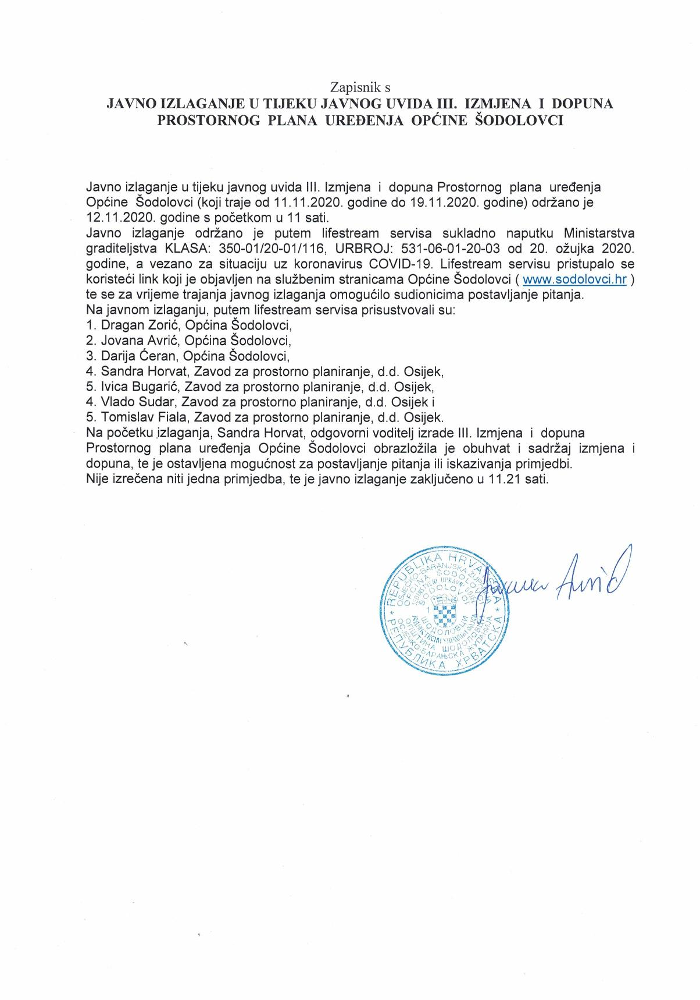 Zapisnik s
JAVNO IZLAGANJE U TIJEKU JAVNOG UVIDA III. IZMJENA I DOPUNA
PROSTORNOG PLANA UREĐENJA OPĆINE ŠODOLOVCI
Javno izlaganje u tijeku javnog uvida III. Izmjena i dopuna Prostornog plana uređenja
Općine Šodolovci (koji traje od 11.11.2020. godine do 19.11.2020. godine) održano je
12.11.2020. godine s početkom u 11 sati.
Javno izlaganje održano je putem lifestream servisa sukladno naputku Ministarstva
graditeljstva KLASA: 350-01/20-01/116, URBROJ: 531-06-01-20-03 od 20. ožujka 2020.
godine, a vezano za situaciju uz koronavirus COVID-19. Lifestream servisu pristupalo se
koristeći link koji je objavljen na službenim stranicama Općine Šodolovci ( www.sodolovci.hr )
te se za vrijeme trajanja javnog izlaganja omogućilo sudionicima postavljanje pitanja.
Na javnom izlaganju, putem lifestream servisa prisustvovali su:
1. Dragan Zorić, Općina Šodolovci,
2. Jovana Avrić, Općina Šodolovci,
3. Darija Ćeran, Općina Šodolovci,
4. Sandra Horvat, Zavod za prostorno planiranje, d.d. Osijek,
5. Ivica Bugarić, Zavod za prostorno planiranje, d.d. Osijek,
4. Vlado Sudar, Zavod za prostorno planiranje, d.d. Osijek i
5. Tomislav Fiala, Zavod za prostorno planiranje, d.d. Osijek.
Na početku izlaganja, Sandra Horvat, odgovorni voditelj izrade III. Izmjena i dopuna
Prostornog plana uređenja Općine Šodolovci obrazložila je obuhvat i sadržaj izmjena i
dopuna, te je ostavljena mogućnost za postavljanje pitanja ili iskazivanja primjedbi.
Nije izrečena niti jedna primjedba, te je javno izlaganje zaključeno u 11.21 sati.
REPUBLIKA HRVATSKA
OSJEČKO-BARANJSKA ŽUPANIJA
OPĆINA ŠODOLOVCI
JEDINSTVENI UPRAVNI ODJEL
ŠODOLOVCI
1
ШОДОЛОВЦИ
ОПШТИНА ШОДОЛОВЦИ
ОСЈЕЧКО-БАРАЊСКА ЖУПАНИЈА
РЕПУБЛИКА ХРВАТСКА
Jovana Avrić